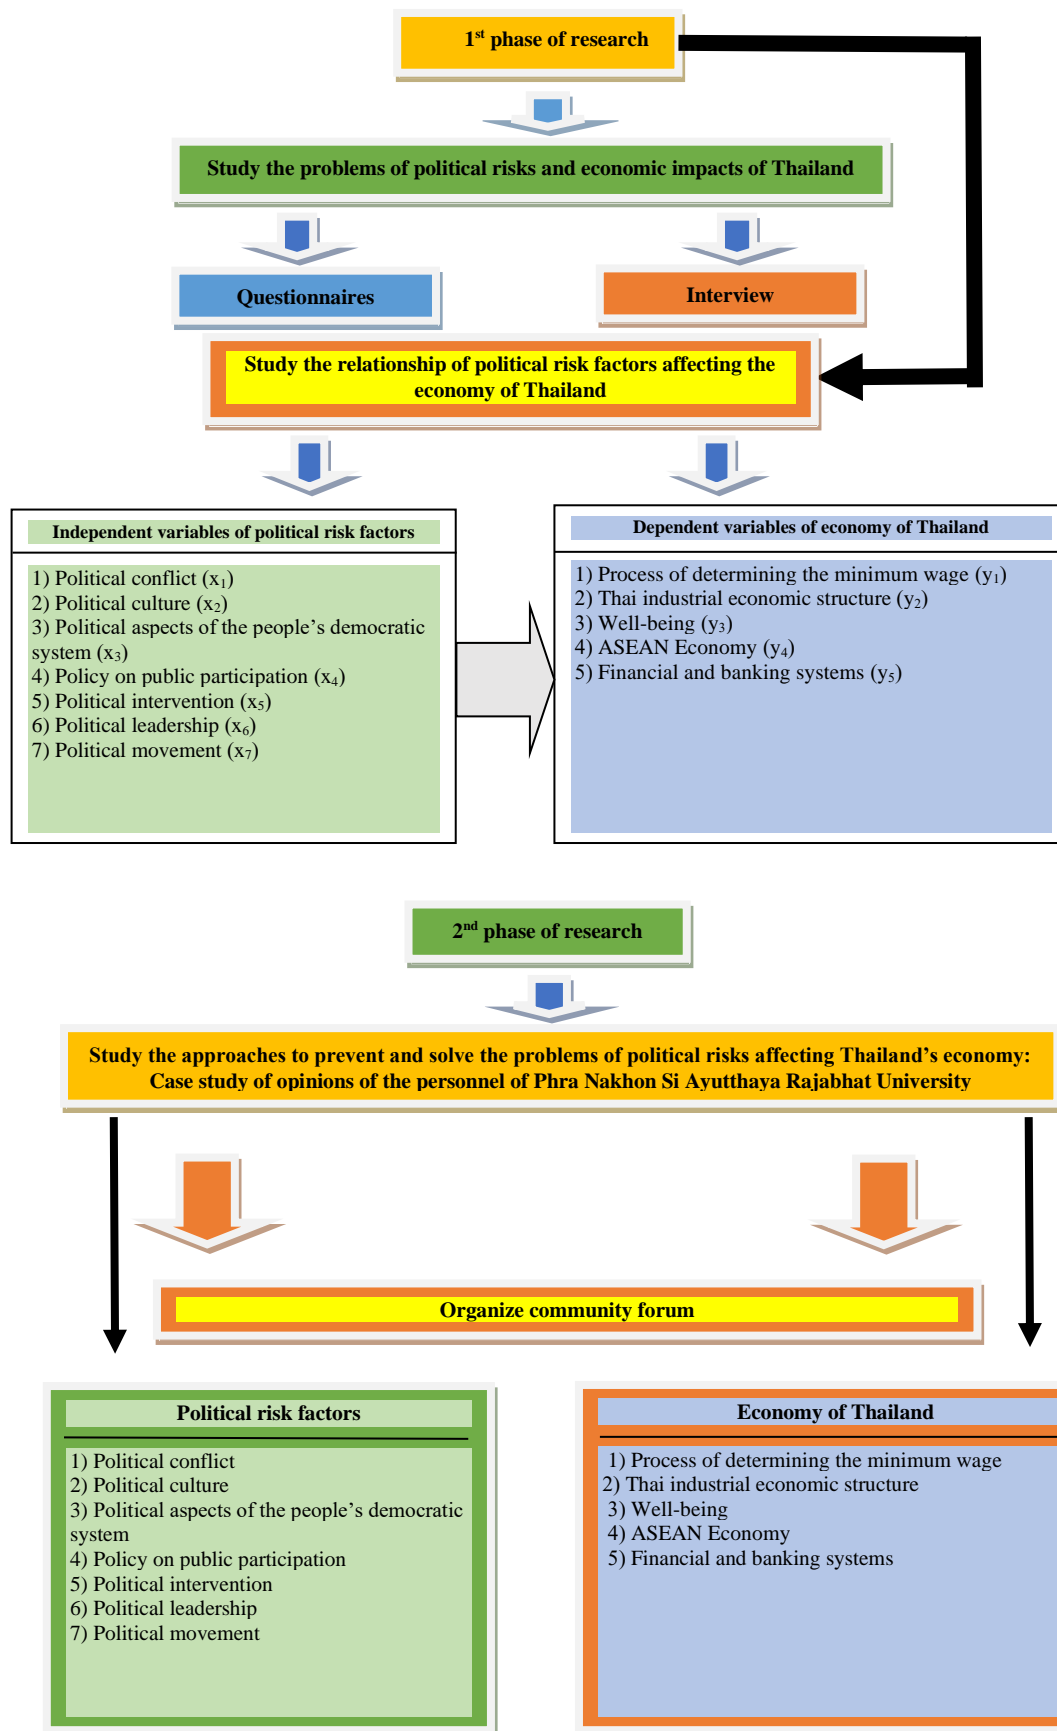 1st phase of research
Study the problems of political risks and economic impacts of Thailand
Questionnaires
Interview
Study the relationship of political risk factors affecting the
economy of Thailand
Independent variables of political risk factors
1) Political conflict (x1)
2) Political culture (x2)
3) Political aspects of the people's democratic
system (x3)
4) Policy on public participation (x4)
5) Political intervention (x5)
6) Political leadership (x6)
7) Political movement (x7)
Dependent variables of economy of Thailand
1) Process of determining the minimum wage (y1)
2) Thai industrial economic structure (y2)
3) Well-being (y3)
4) ASEAN Economy (y4)
5) Financial and banking systems (y5)
2nd phase of research
Study the approaches to prevent and solve the problems of political risks affecting Thailand's economy:
Case study of opinions of the personnel of Phra Nakhon Si Ayutthaya Rajabhat University
Organize community forum
Political risk factors
1) Political conflict
2) Political culture
3) Political aspects of the people's democratic
system
4) Policy on public participation
5) Political intervention
6) Political leadership
7) Political movement
Economy of Thailand
1) Process of determining the minimum wage
2) Thai industrial economic structure
3) Well-being
4) ASEAN Economy
5) Financial and banking systems